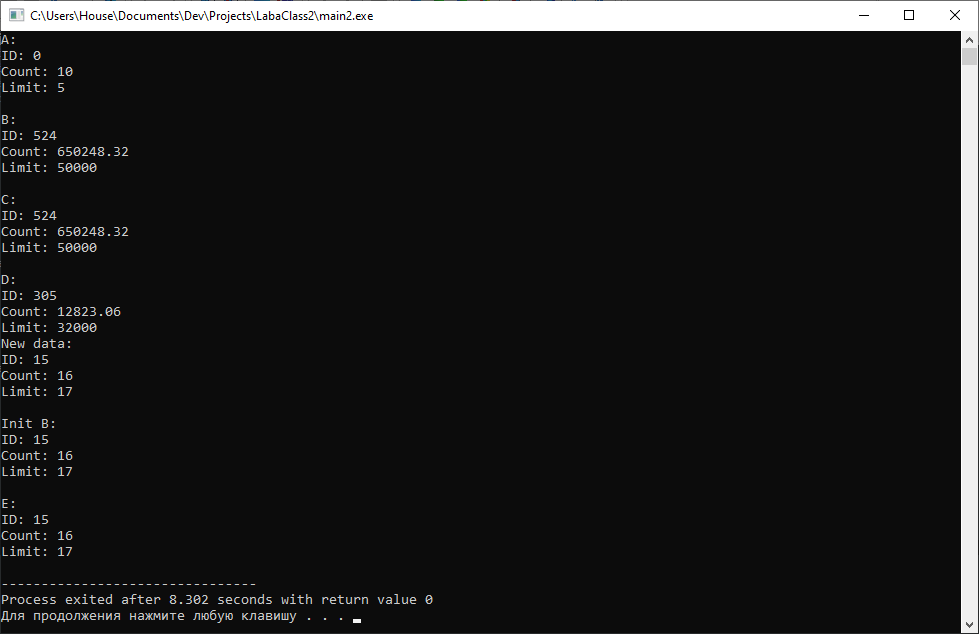 C:\Users\House\Documents\Dev\Projects\LabaClass2\main2.exe
A:
ID: 0
Count: 10
Limit: 5
B:
ID: 524
Count: 650248.32
Limit: 50000
C:
ID: 524
Count: 650248.32
Limit: 50000
D:
ID: 305
Count: 12823.06
Limit: 32000
New data:
ID: 15
Count: 16
Limit: 17
Init B:
ID: 15
Count: 16
Limit: 17
E:
ID: 15
Count: 16
Limit: 17
--------------------------------
Process exited after 8.302 seconds with return value 0
Для продолжения нажмите любую клавишу . . .